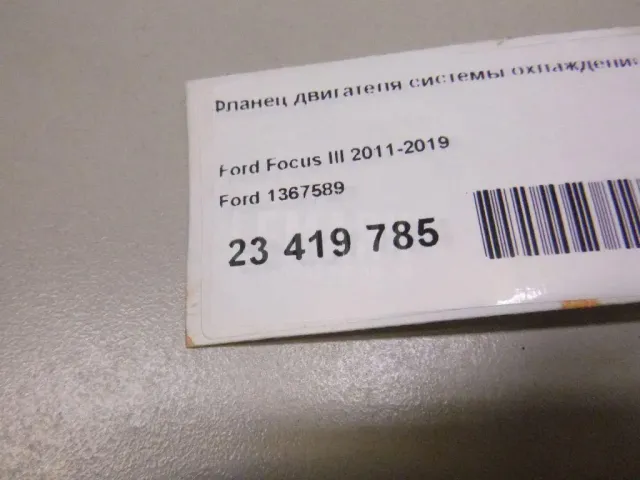 Фланец двигателя системы охлаждения
Ford Focus III 2011-2019
Ford 1367589
23 419 785